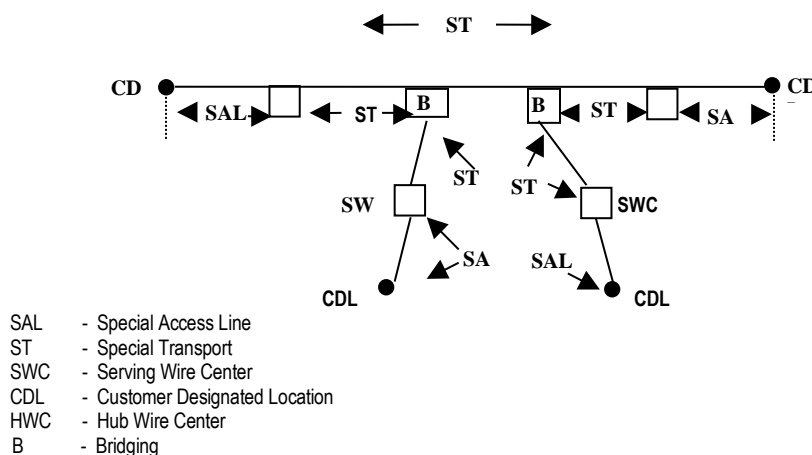 ST
CD CD
SAL ST B B ST SA
ST ST
SW SWC
SA SAL
CDL CDL
SAL - Special Access Line
ST - Special Transport
SWC - Serving Wire Center
CDL - Customer Designated Location
HWC - Hub Wire Center
B - Bridging